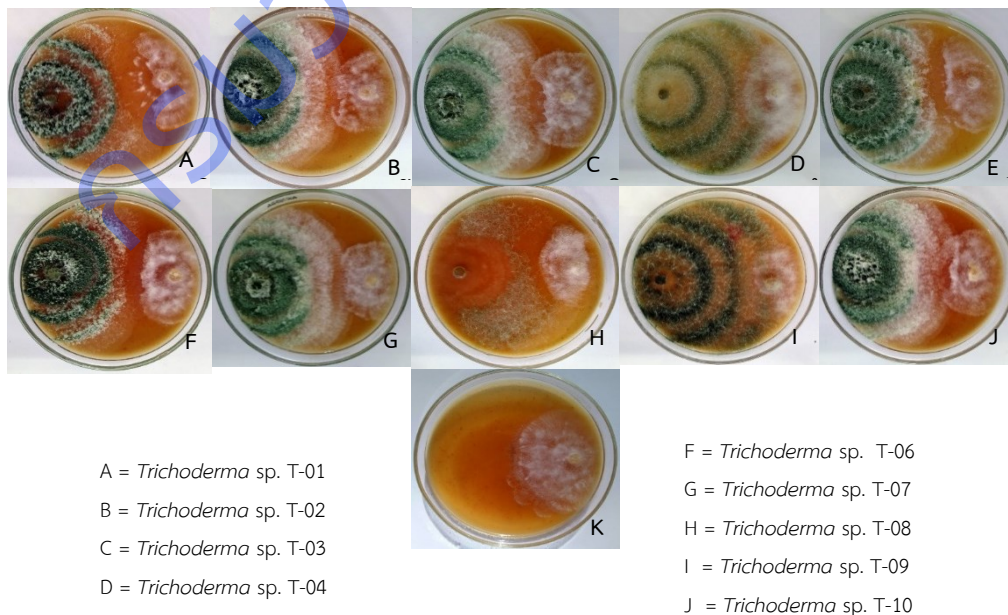 A
B
C
D
E
F
G
H
I
J
K
A = Trichoderma sp. T-01
B = Trichoderma sp. T-02
C = Trichoderma sp. T-03
D = Trichoderma sp. T-04
F = Trichoderma sp. T-06
G = Trichoderma sp. T-07
H = Trichoderma sp. T-08
I = Trichoderma sp. T-09
J = Trichoderma sp. T-10